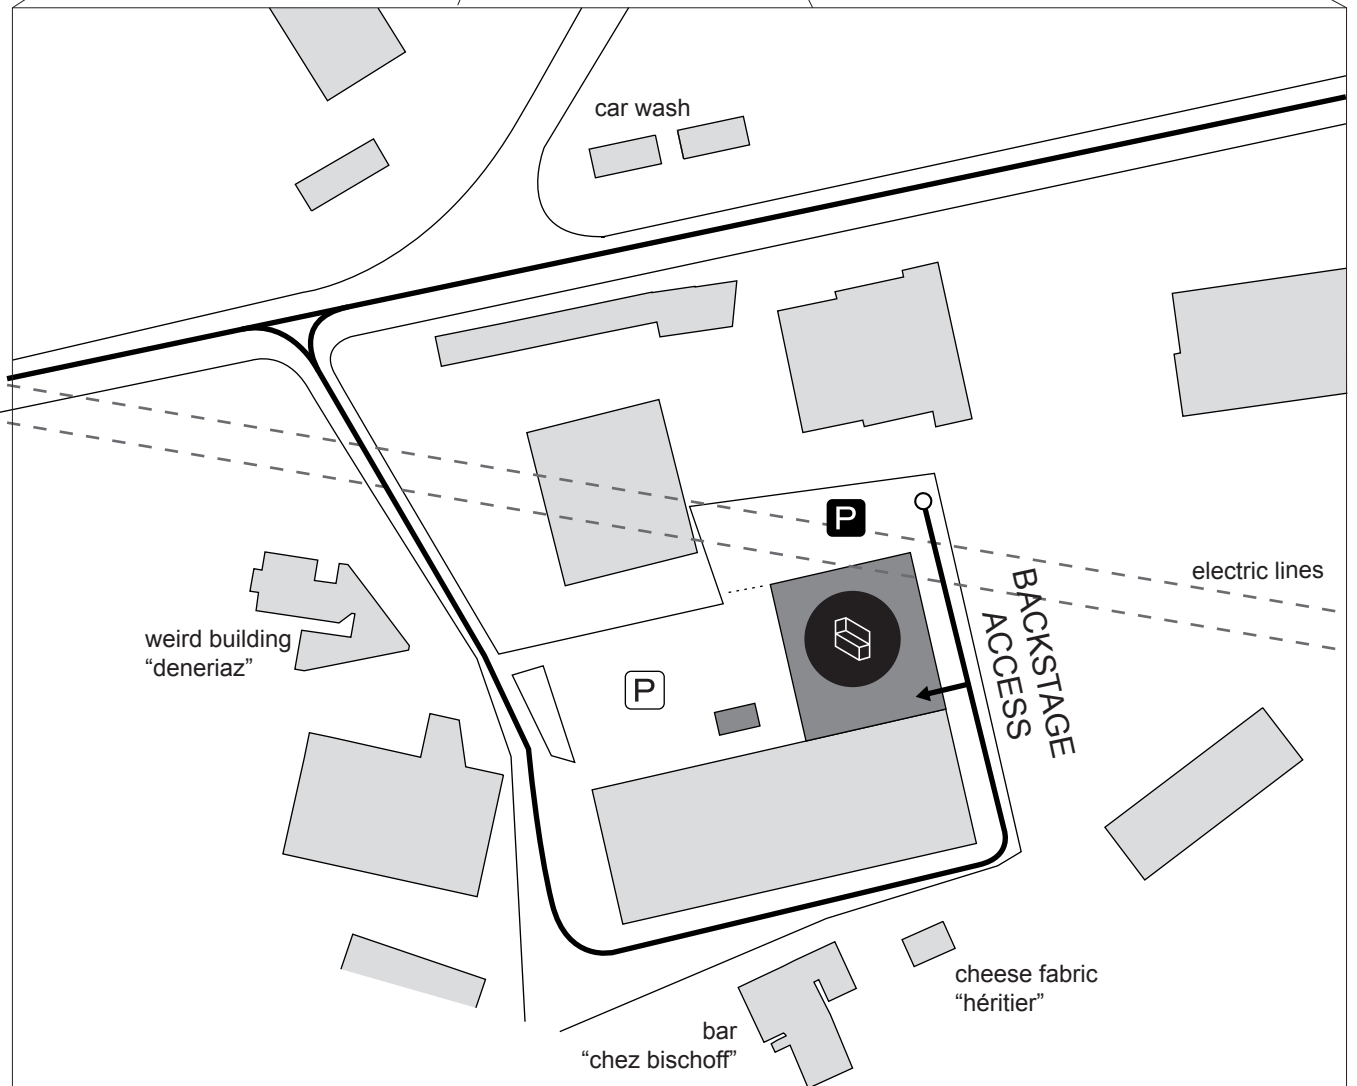 car wash
P
electric lines
BACKSTAGE
ACCESS
weird building
“deneriaz”
P
cheese fabric
“héritier”
bar
“chez bischoff”